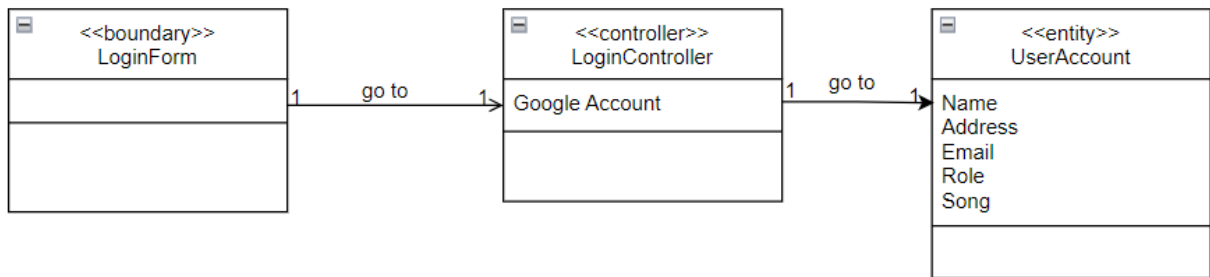 <<boundary>>
LoginForm
1
go to
1
<<controller>>
LoginController
Google Account
1
go to
1
<<entity>>
UserAccount
Name
Address
Email
Role
Song